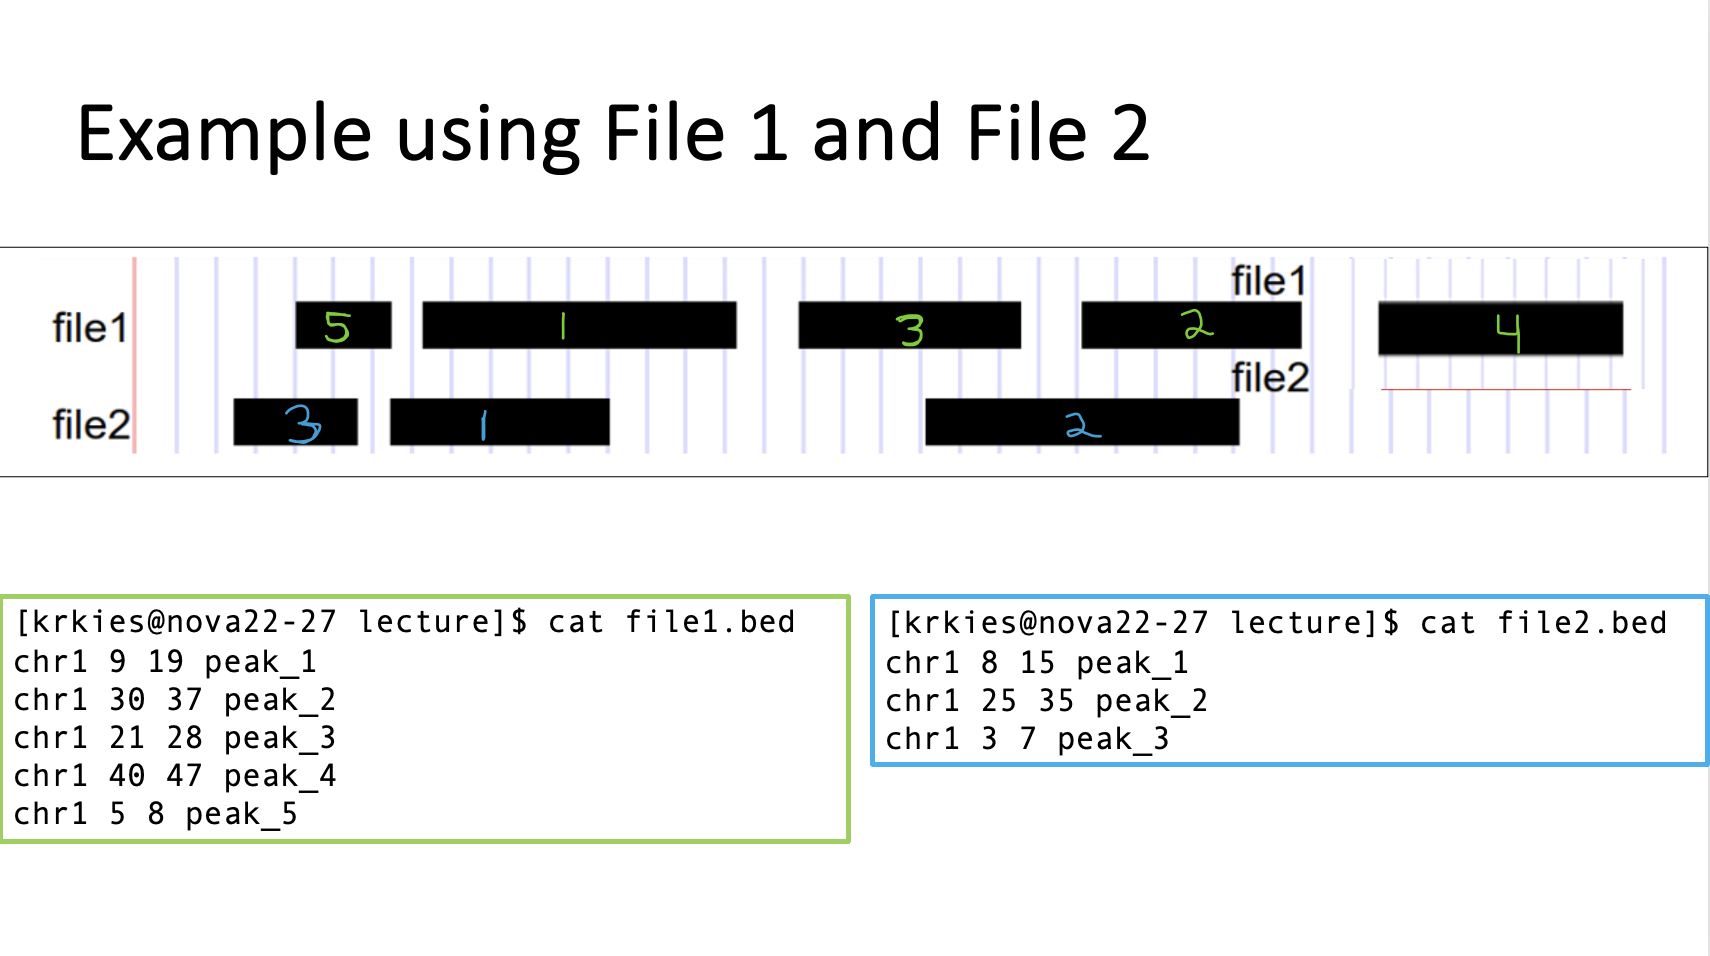 Example using File 1 and File 2
file1
file1 5 1 3 2 4
file2
file2 3 1 2
[krkies@nova22-27 lecture]$ cat file1.bed
chr1 9 19 peak_1
chr1 30 37 peak_2
chr1 21 28 peak_3
chr1 40 47 peak_4
chr1 5 8 peak_5
[krkies@nova22-27 lecture]$ cat file2.bed
chr1 8 15 peak_1
chr1 25 35 peak_2
chr1 3 7 peak_3